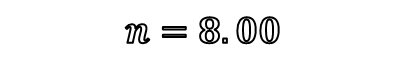 n = 8.00